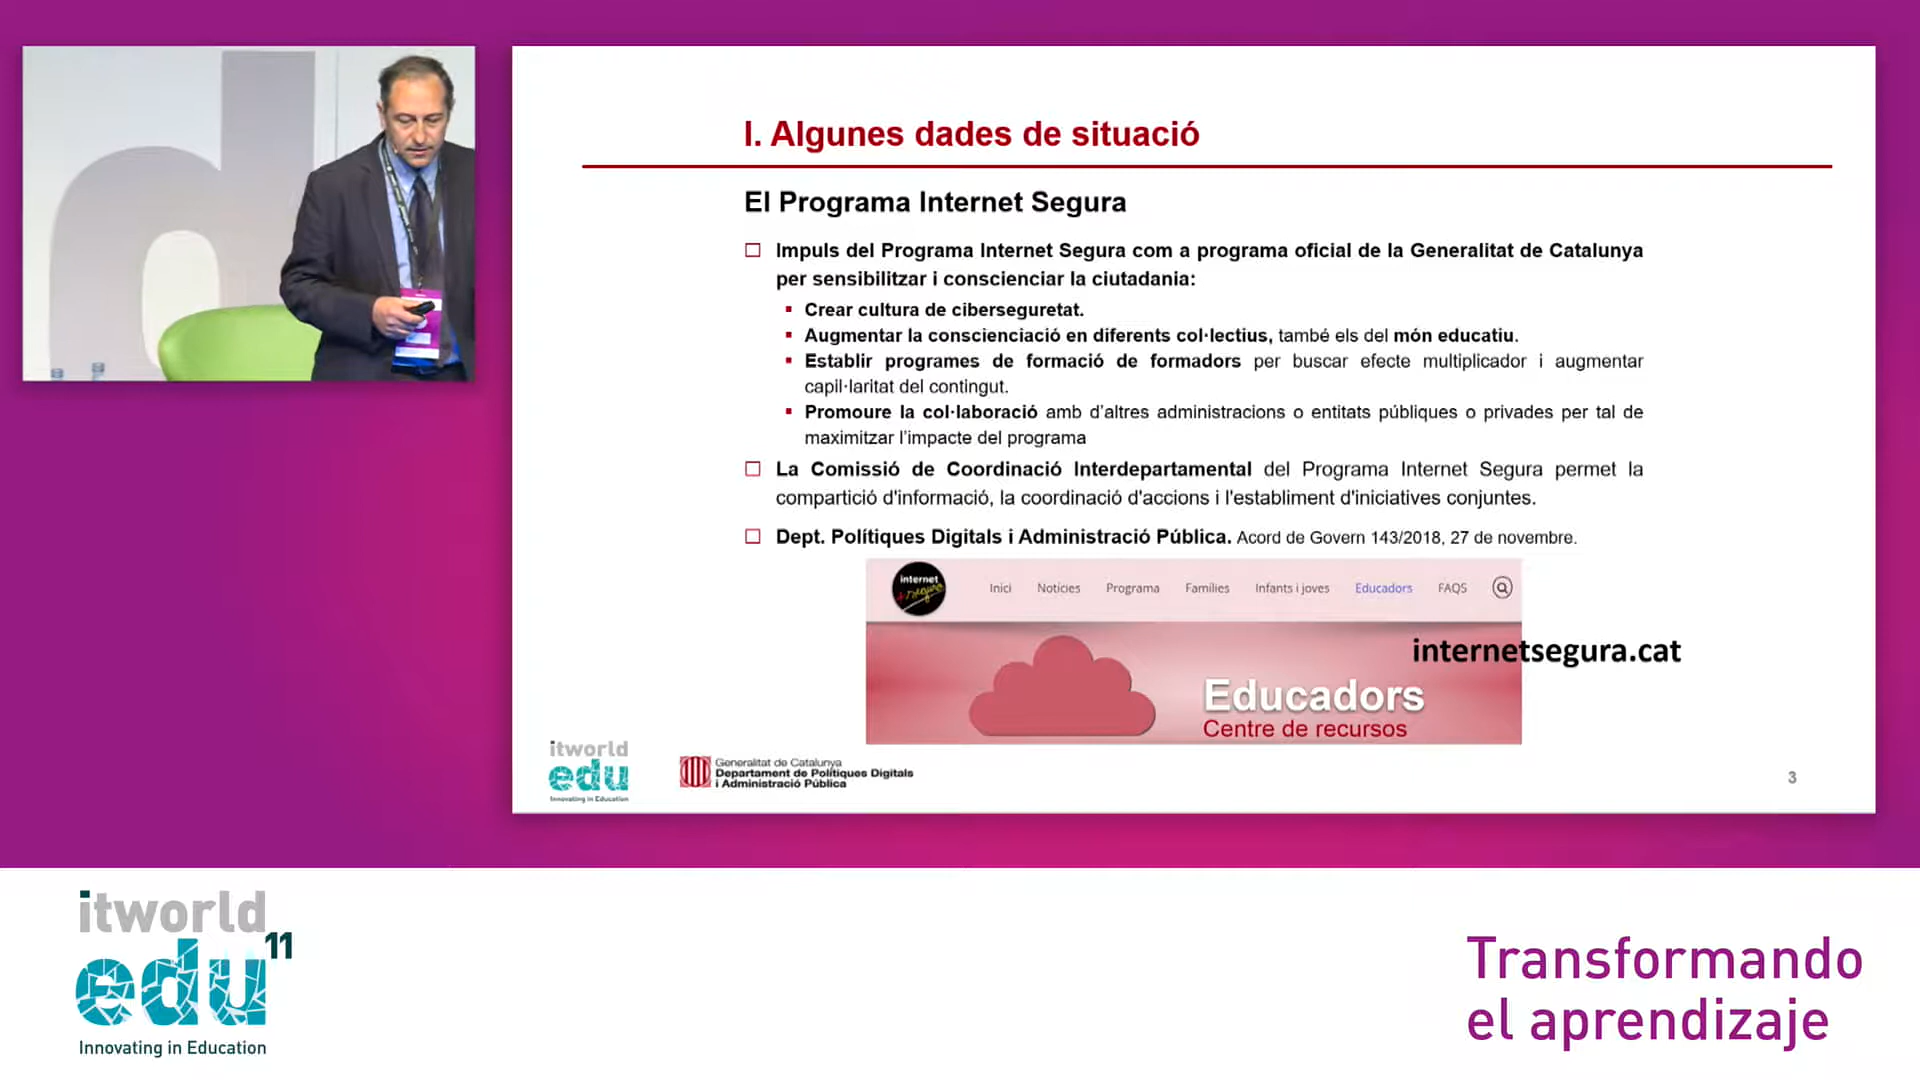 I. Algunes dades de situació
El Programa Internet Segura
Impuls del Programa Internet Segura com a programa oficial de la Generalitat de Catalunya
per sensibilitzar i conscienciar la ciutadania:
Crear cultura de ciberseguretat.
Augmentar la conscienciació en diferents col·lectius, també els del món educatiu.
Establir programes de formació de formadors per buscar efecte multiplicador i augmentar
capil·laritat del contingut.
Promoure la col·laboració amb d'altres administracions o entitats públiques o privades per tal de
maximitzar l'impacte del programa
La Comissió de Coordinació Interdepartamental del Programa Internet Segura permet la
compartició d'informació, la coordinació d'accions i l'establiment d'iniciatives conjuntes.
Dept. Polítiques Digitals i Administració Pública. Acord de Govern 143/2018, 27 de novembre.
internet
segura
Inici Notícies Programa Famílies Infants i joves Educadors FAQS
internetsegura.cat
Educadors
Centre de recursos
itworld
edu
Innovating in Education
Generalitat de Catalunya
Departament de Polítiques Digitals
i Administració Pública
3
itworld
edu 11
Innovating in Education
Transformando
el aprendizaje